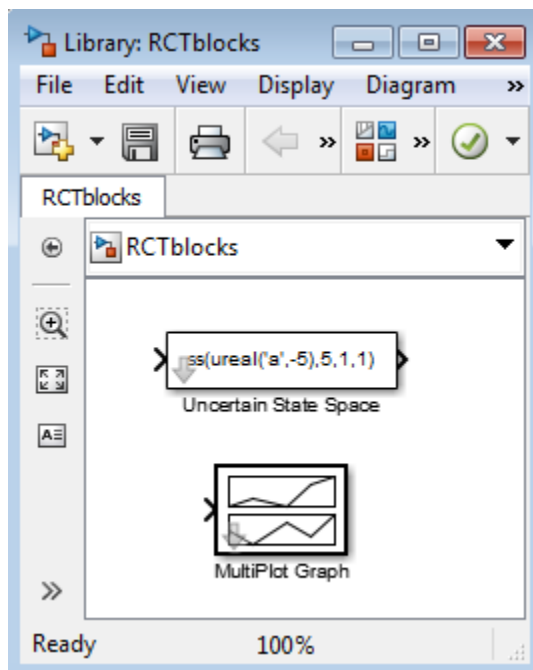 Library: RCTblocks
File Edit View Display Diagram »
RCTblocks
RCTblocks
ss(ureal('a',-5),5,1,1)
Uncertain State Space
MultiPlot Graph
Ready 100%